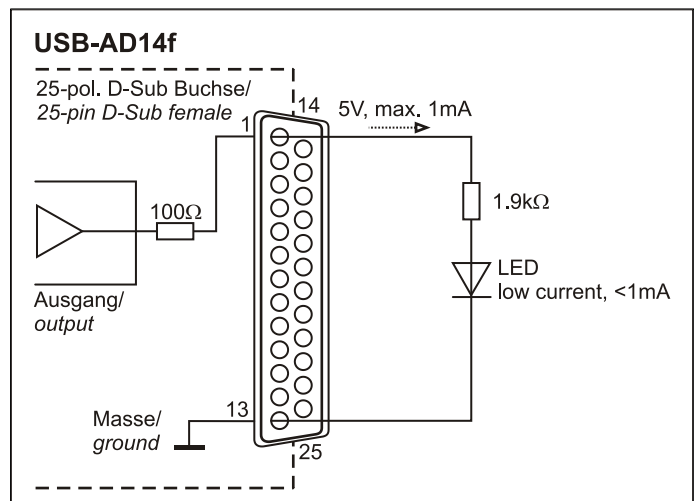 USB-AD14f
25-pol. D-Sub Buchse/
25-pin D-Sub female
14
1
5V, max. 1mA
100Ω
1.9kΩ
LED
low current, <1mA
Ausgang/
output
13
Masse/
ground
25